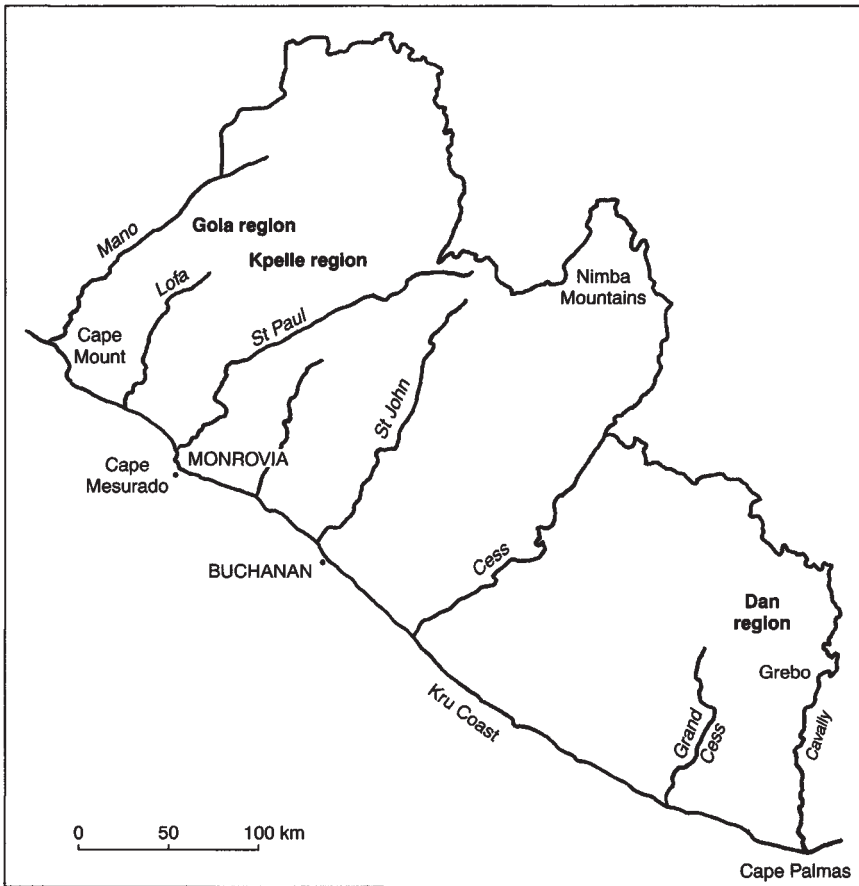 Mano
Gola region
Kpelle region
Lofa
Nimba
Mountains
Cape
Mount
St Paul
St John
MONROVIA
Cape
Mesurado
BUCHANAN
Cess
Dan
region
Grebo
Kru Coast
Grand
Cess
Cavally
0 50 100 km
Cape Palmas